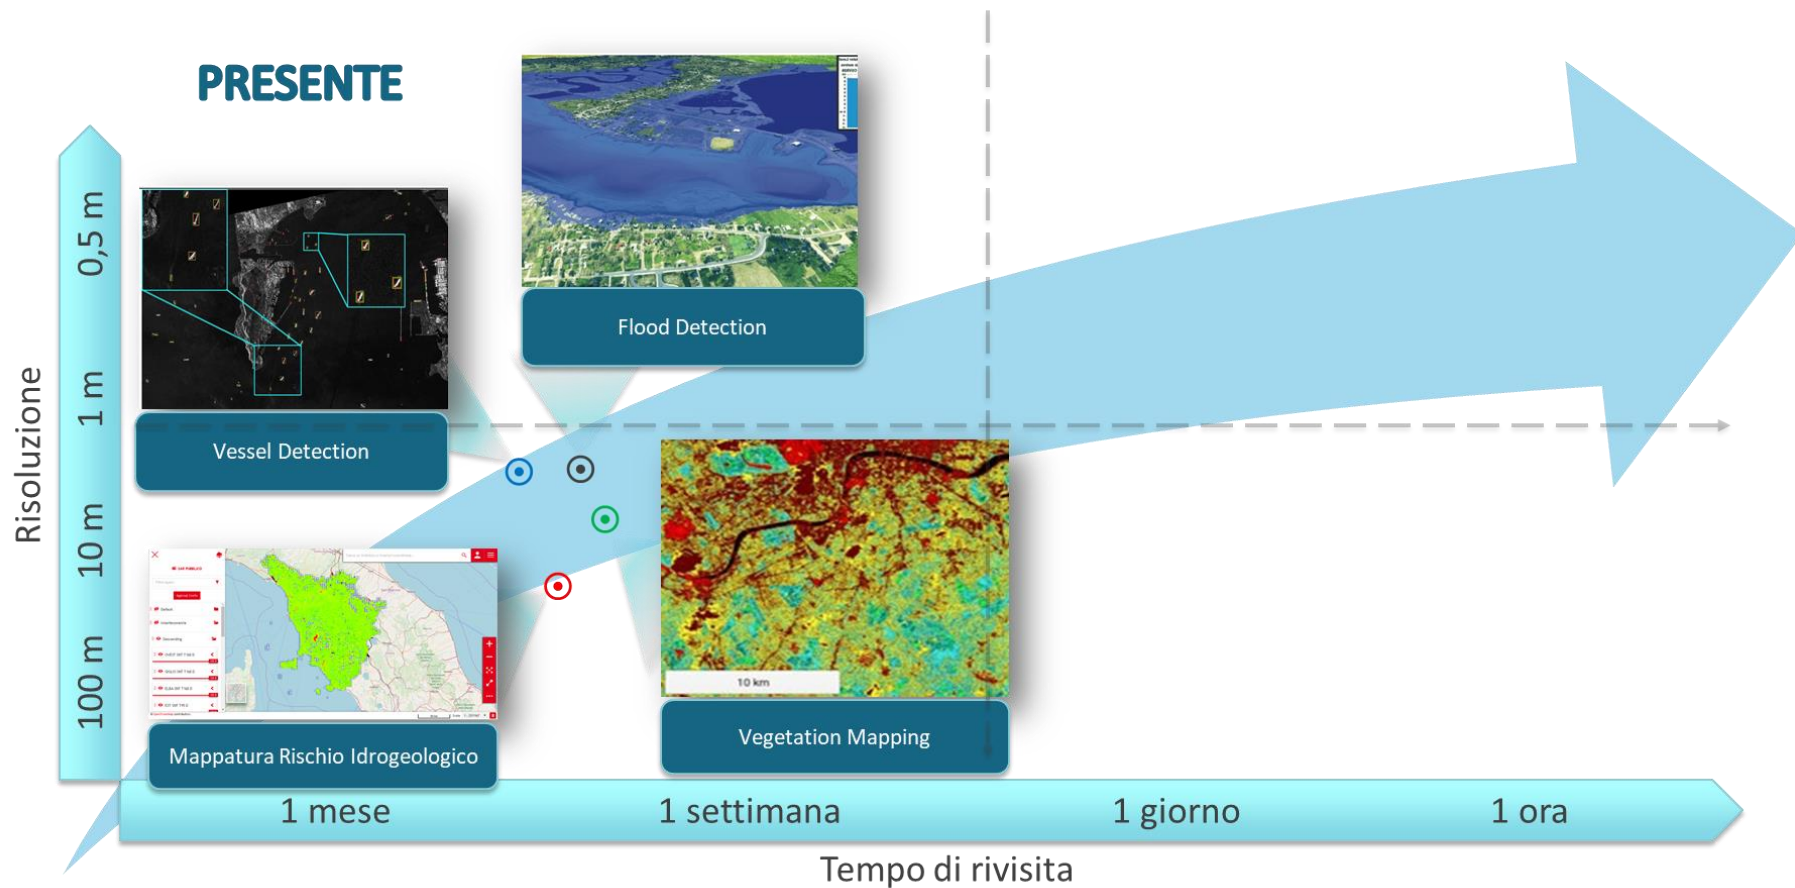 PRESENTE
Flood Detection
Vessel Detection
10 km
Vegetation Mapping
Mappatura Rischio Idrogeologico
Risoluzione
0,5 m
1 m
10 m
100 m
1 mese
1 settimana
1 giorno
1 ora
Tempo di rivisita